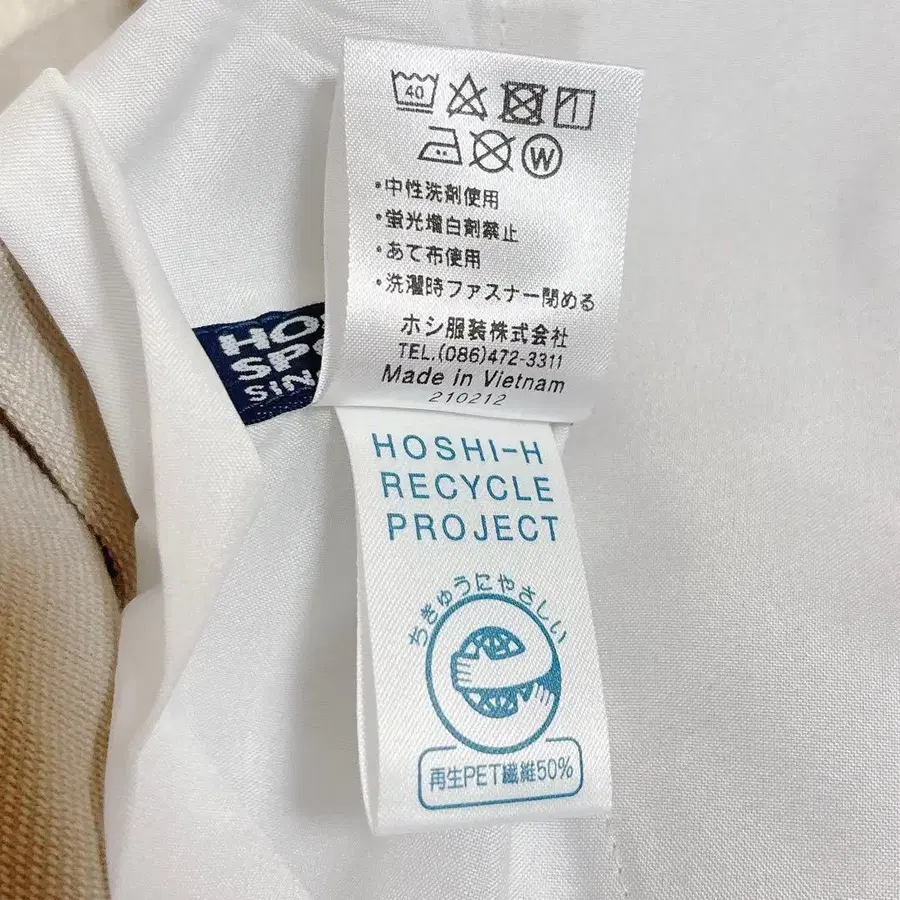 40
W
・中性洗剤使用
・蛍光増白剤禁止
・あて布使用
・洗濯時ファスナー閉める
ホシ服装株式会社
TEL.(086)472-3311
Made in Vietnam
210212
HOSHI-H
RECYCLE
PROJECT
ちきゅうにやさしい
再生PET繊維50%